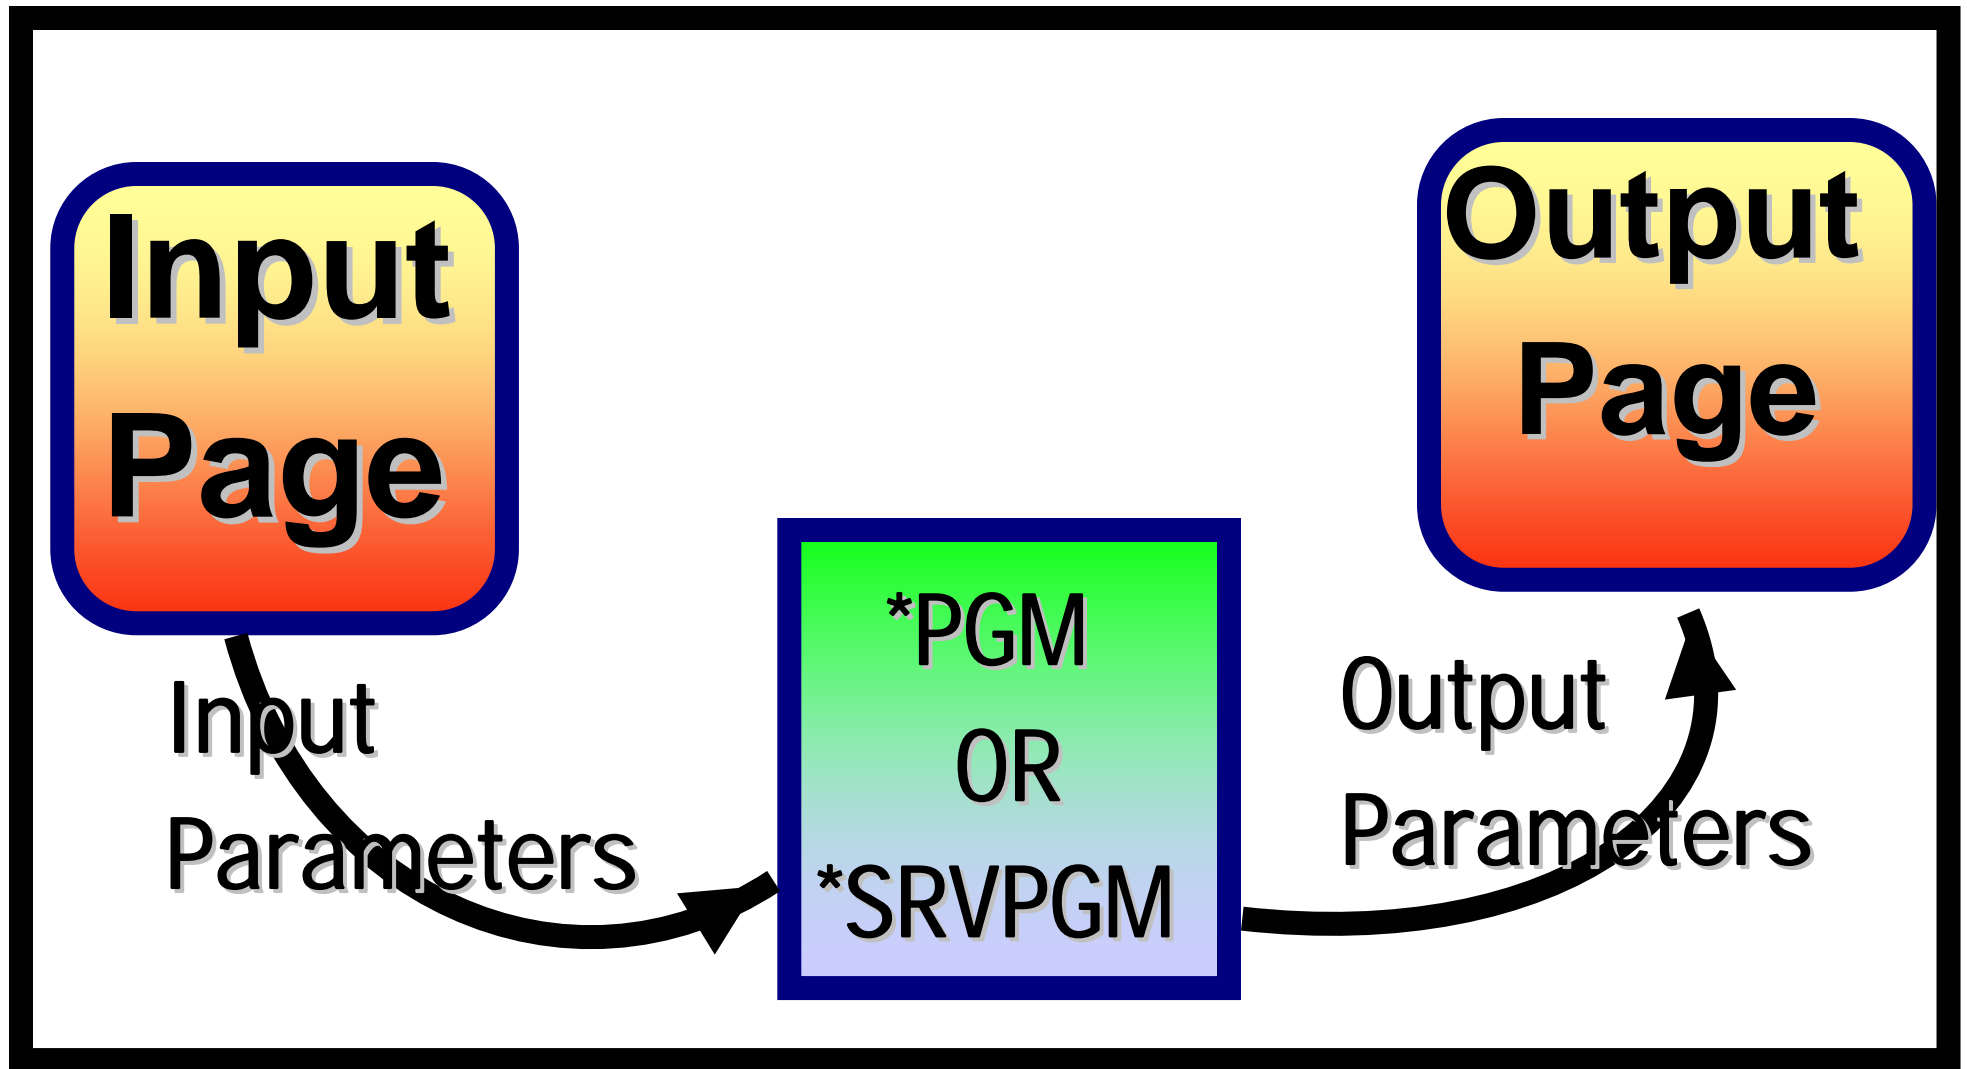 Input
Page
Input
Parameters
*PGM
OR
*SRVPGM
Output
Page
Output
Parameters